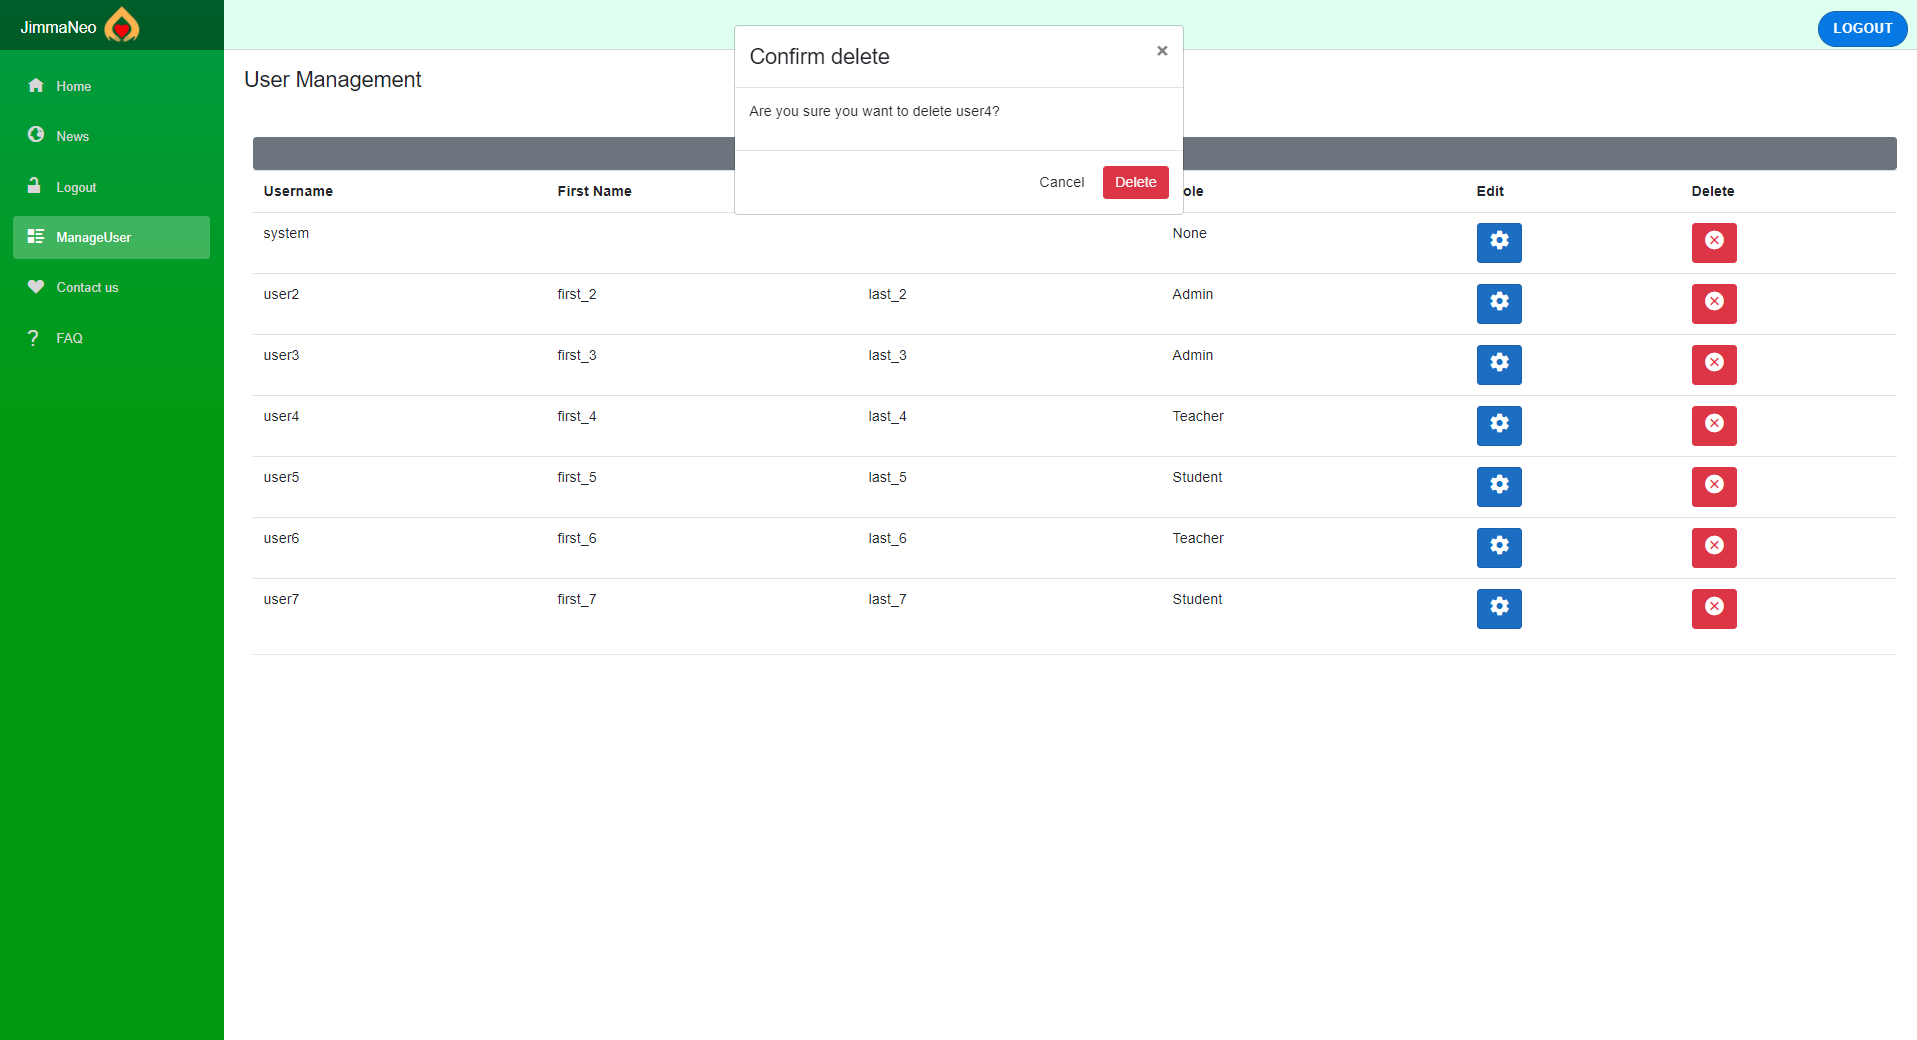 JimmaNeo
LOGOUT
Home
News
Logout
ManageUser
Contact us
? FAQ
User Management
Confirm delete
×
Are you sure you want to delete user4?
Cancel Delete
Username First Name Edit Delete
system None
user2 first_2 last_2 Admin
user3 first_3 last_3 Admin
user4 first_4 last_4 Teacher
user5 first_5 last_5 Student
user6 first_6 last_6 Teacher
user7 first_7 last_7 Student